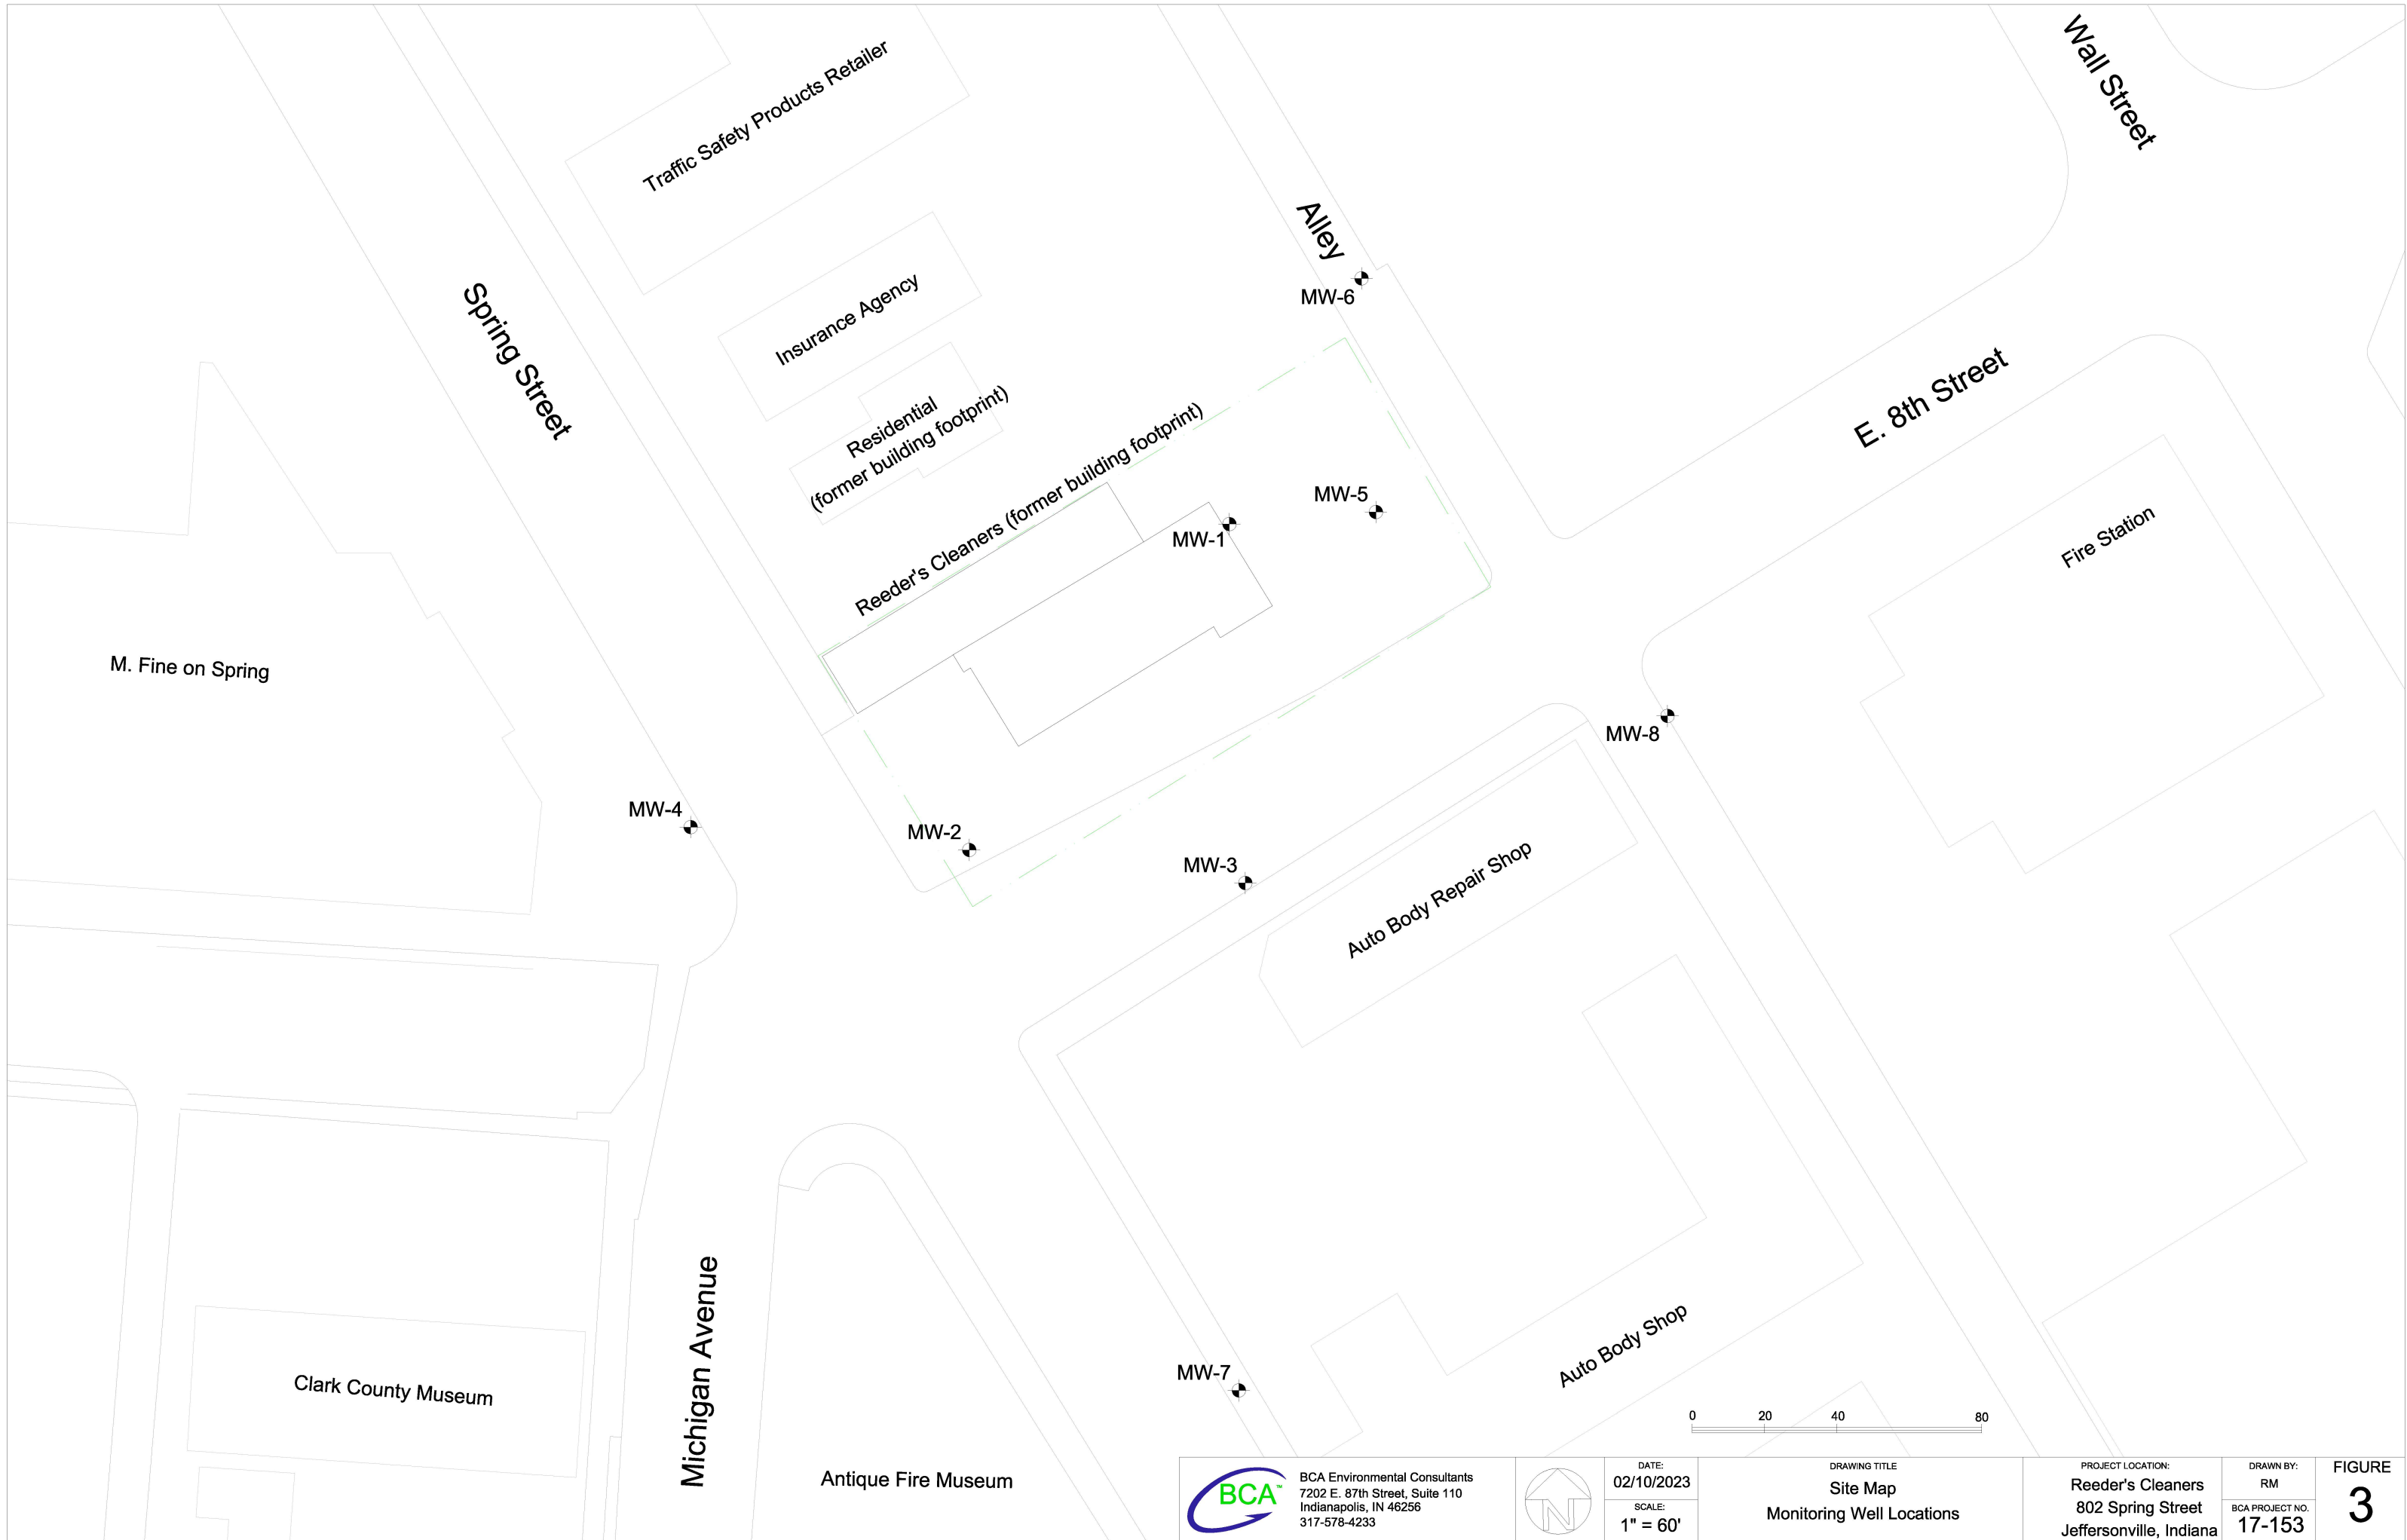 Wall Street
Traffic Safety Products Retailer
Alley
MW-6
Spring Street
Insurance Agency
E. 8th Street
Residential
(former building footprint)
Reeder's Cleaners (former building footprint)
MW-5
MW-1
Fire Station
M. Fine on Spring
MW-8
MW-4
MW-2
MW-3
Auto Body Repair Shop
Michigan Avenue
Auto Body Shop
MW-7
Clark County Museum
Antique Fire Museum
0 20 40 80
BCA™
BCA Environmental Consultants
7202 E. 87th Street, Suite 110
Indianapolis, IN 46256
317-578-4233
N
DATE:
02/10/2023
SCALE:
1" = 60'
DRAWING TITLE
Site Map
Monitoring Well Locations
PROJECT LOCATION:
Reeder's Cleaners
802 Spring Street
Jeffersonville, Indiana
DRAWN BY:
RM
BCA PROJECT NO.
17-153
FIGURE
3